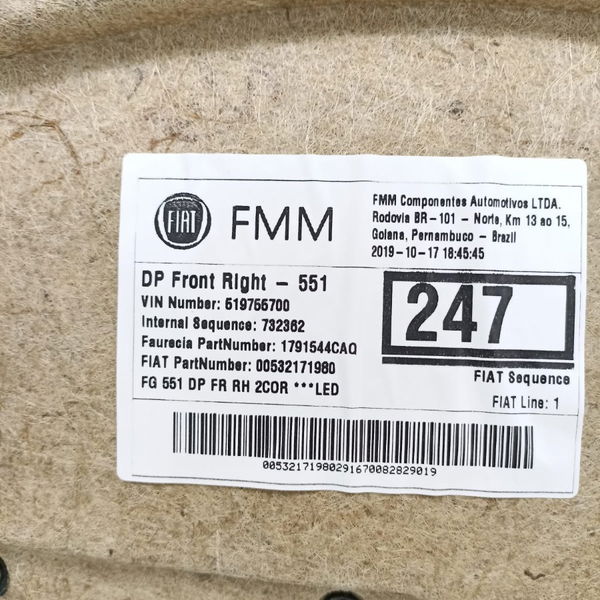 FIAT
FMM
FMM Componentes Automotivos LTDA.
Rodovia BR-101 - Norte, Km 13 ao 15,
Goiana, Pernambuco - Brazil
2019-10-17 18:45:45
DP Front Right - 551
VIN Number: 519755700
Internal Sequence: 732362
Faurecia PartNumber: 1791544CAQ
FIAT PartNumber: 00532171980
FG 551 DP FR RH 2COR ***LED
247
FIAT Sequence
FIAT Line: 1
00532171980291670082829019